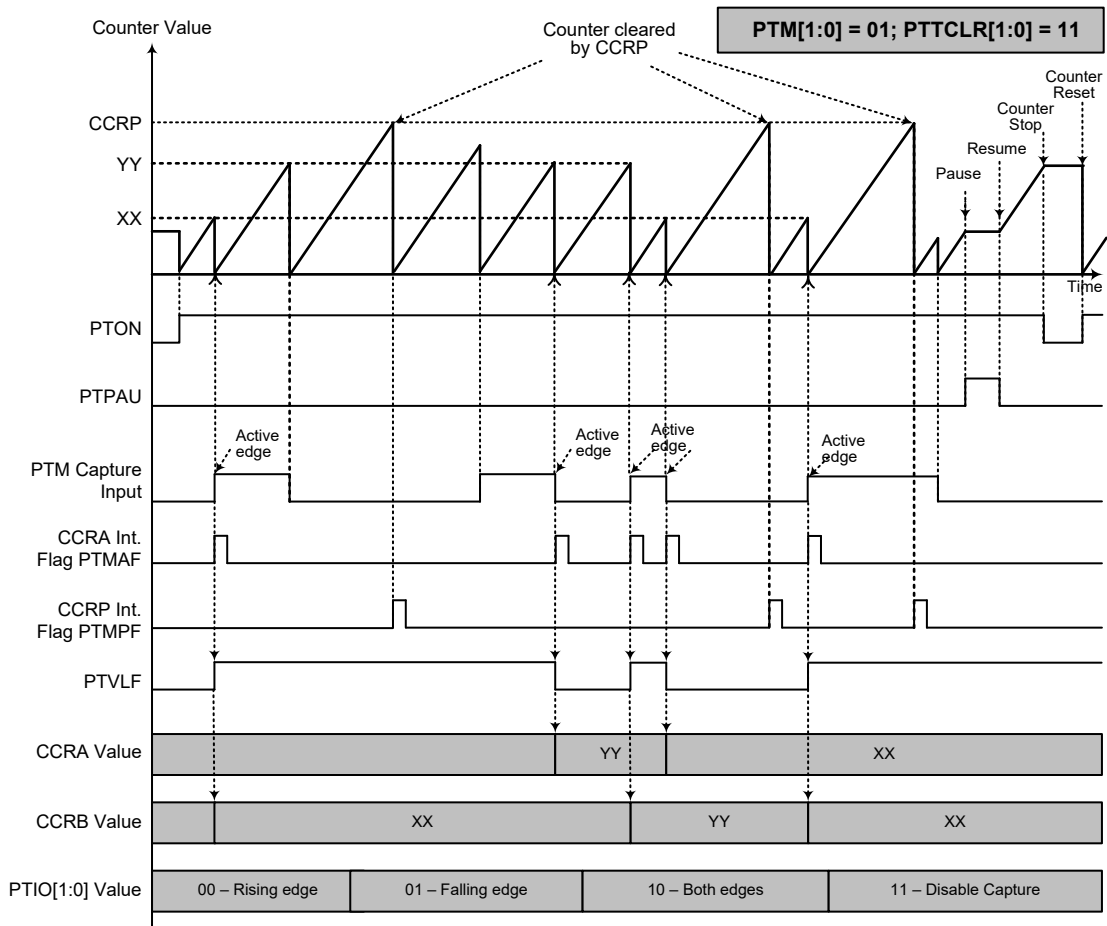 Counter Value
Counter cleared
by CCRP
PTM[1:0] = 01; PTTCLR[1:0] = 11
Counter
Reset
Counter
Stop
CCRP
YY
Resume
Pause
XX
Time
PTON
PTPAU
Active
edge
Active
edge
Active
edge
Active
edge
PTM Capture
Input
CCRA Int.
Flag PTMAF
CCRP Int.
Flag PTMPF
PTVLF
CCRA Value
YY
XX
CCRB Value
XX
YY
XX
PTIO[1:0] Value
00 – Rising edge
01 – Falling edge
10 – Both edges
11 – Disable Capture